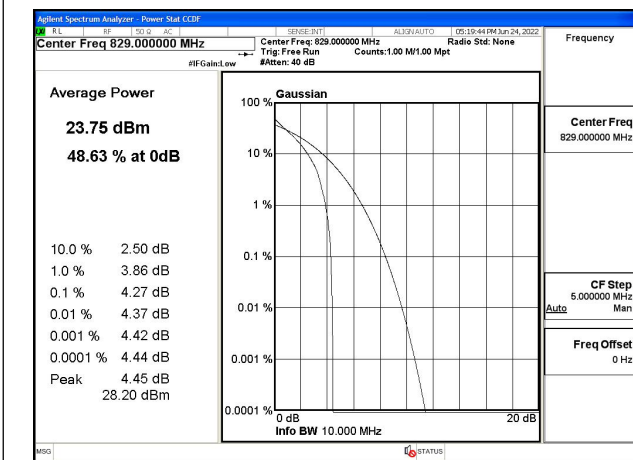 Agilent Spectrum Analyzer - Power Stat CCDF
RL RF 50 Ω AC SENSE:INT ALIGN AUTO 05:19:44 PM Jun 24, 2022
Center Freq 829.000000 MHz
Center Freq: 829.000000 MHz Radio Std: None
Trig: Free Run Counts:1.00 M/1.00 Mpt
#IFGain:Low #Atten: 40 dB
Frequency
Average Power
23.75 dBm
48.63 % at 0dB
10.0 % 2.50 dB
1.0 % 3.86 dB
0.1 % 4.27 dB
0.01 % 4.37 dB
0.001 % 4.42 dB
0.0001 % 4.44 dB
Peak 4.45 dB
28.20 dBm
Gaussian
100 %
10 %
1 %
0.1 %
0.01 %
0.001 %
0.0001 %
0 dB 20 dB
Info BW 10.000 MHz
Center Freq
829.000000 MHz
CF Step
5.000000 MHz
Auto Man
Freq Offset
0 Hz
MSG STATUS